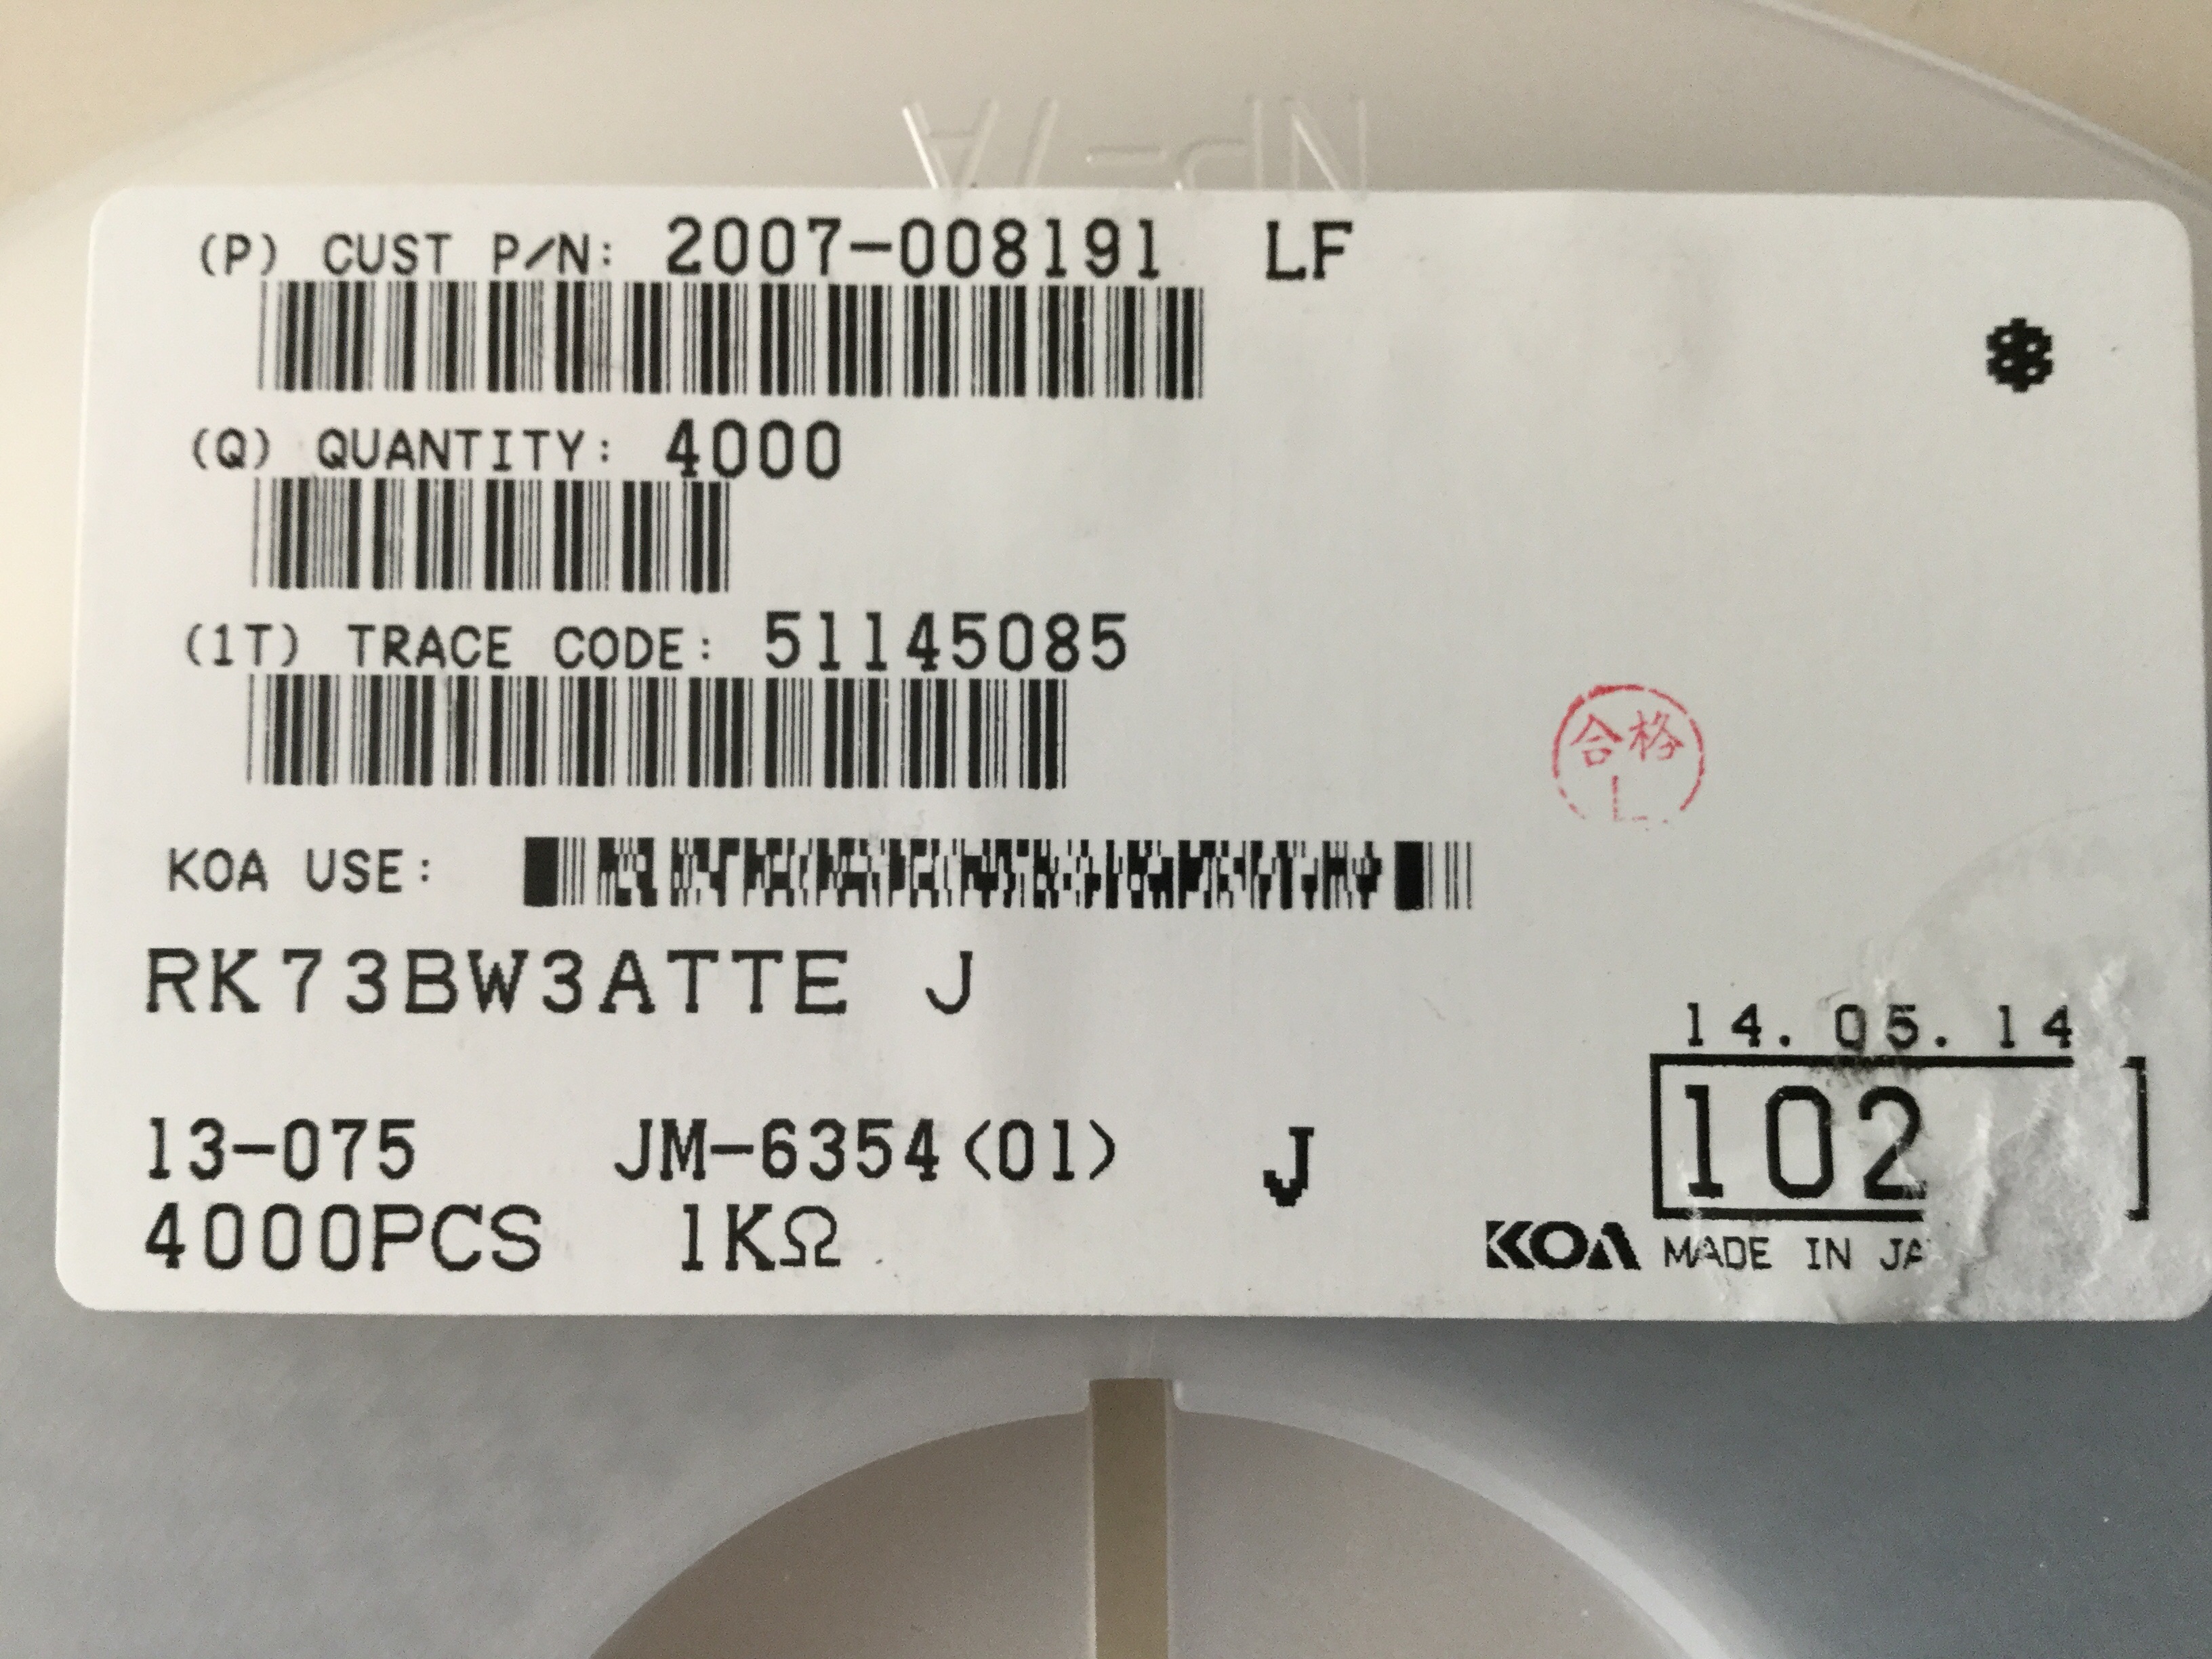 (P) CUST P/N: 2007-008191 LF
(Q) QUANTITY: 4000
(1T) TRACE CODE: 51145085
合格
L
KOA USE:
RK73BW3ATTE J
14.05.14
13-075 JM-6354(01) J
102
4000PCS 1KΩ
KOA MADE IN JA